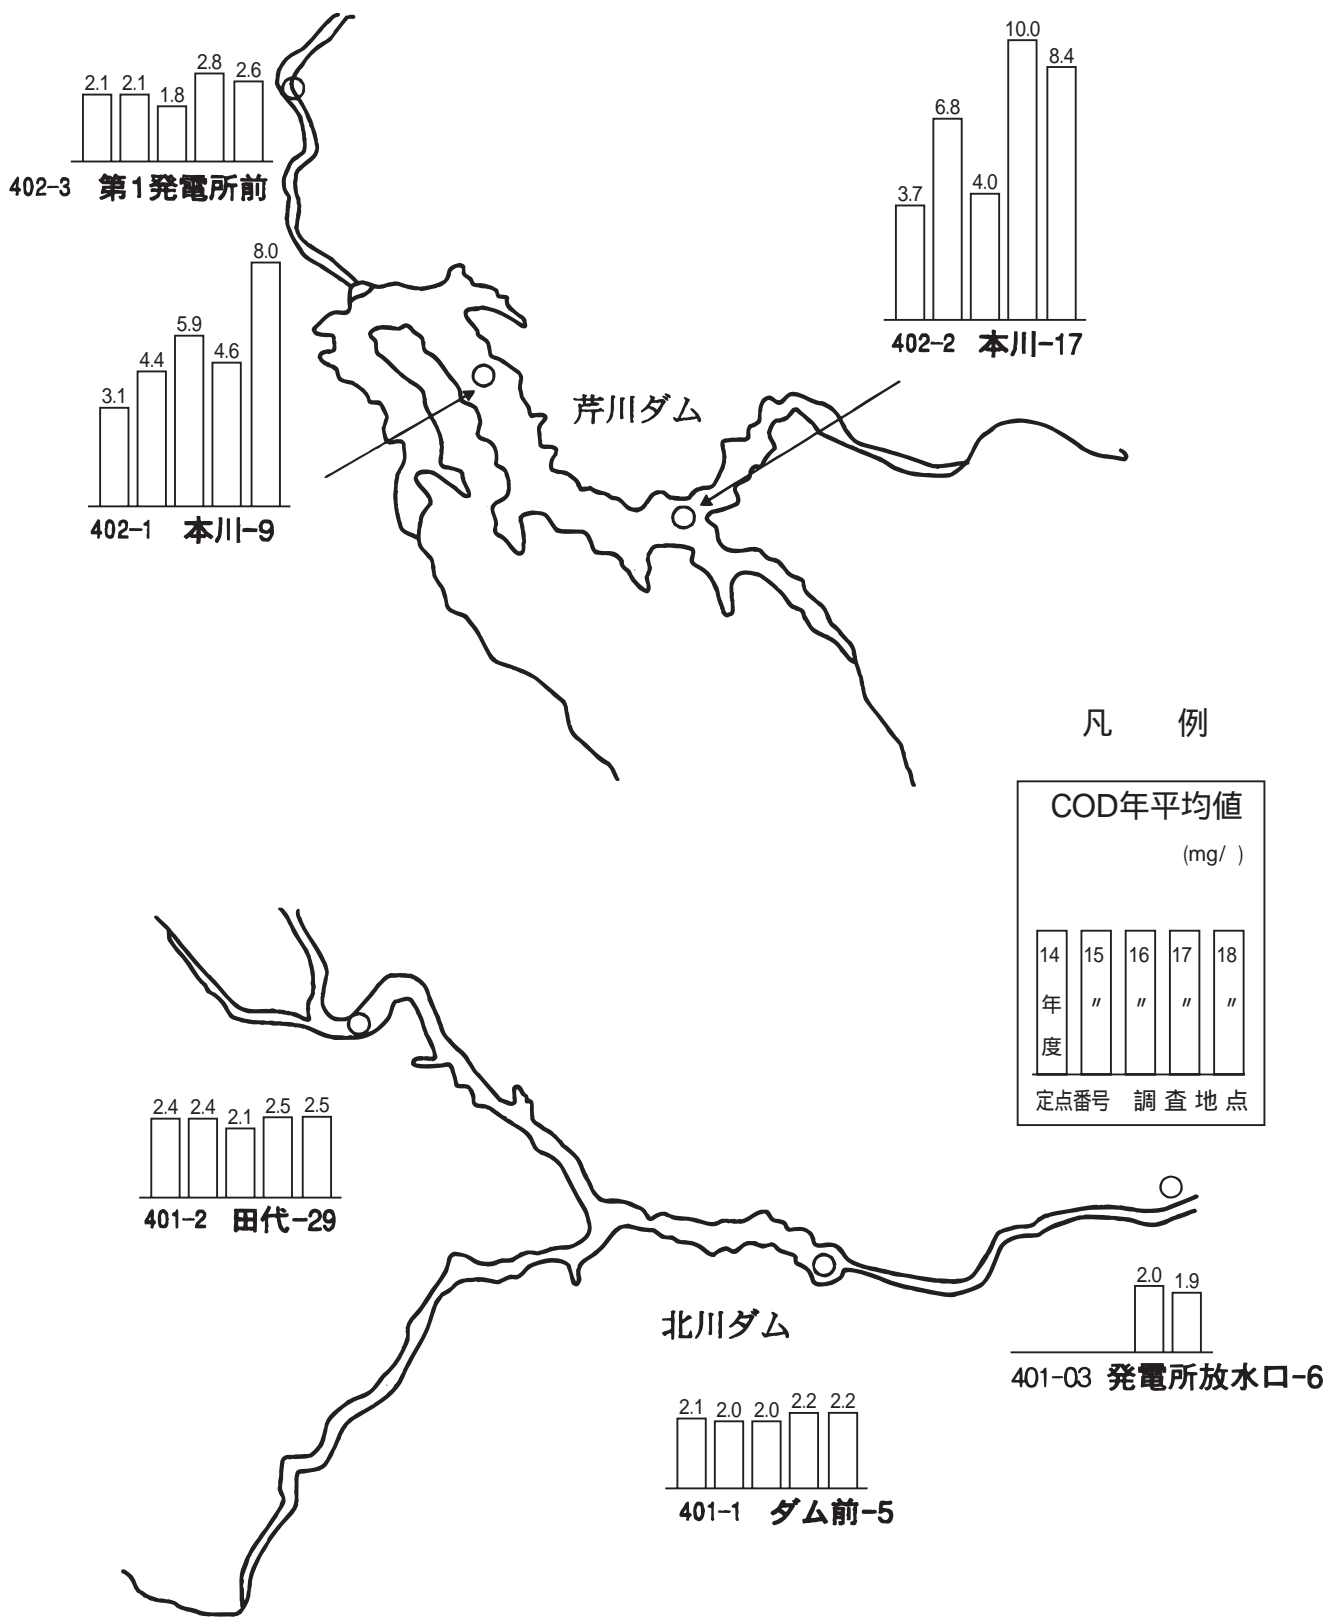 2.1 2.1 1.8 2.8 2.6
402-3 第1発電所前
3.7 6.8 4.0 10.0 8.4
402-2 本川-17
3.1 4.4 5.9 4.6 8.0
402-1 本川-9
芹川ダム
凡 例
COD年平均値
(mg/ )
14年度 15〃 16〃 17〃 18〃
定点番号 調査地点
2.4 2.4 2.1 2.5 2.5
401-2 田代-29
北川ダム
2.0 1.9
401-03 発電所放水口-6
2.1 2.0 2.0 2.2 2.2
401-1 ダム前-5